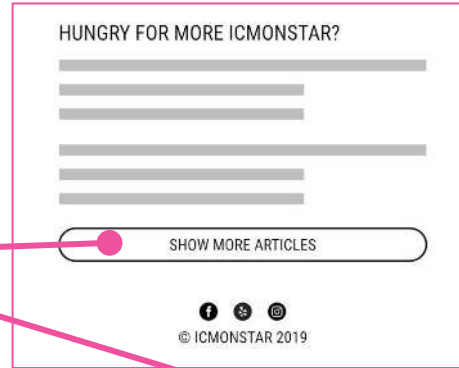 HUNGRY FOR MORE ICMONSTAR?
SHOW MORE ARTICLES
© ICMONSTAR 2019